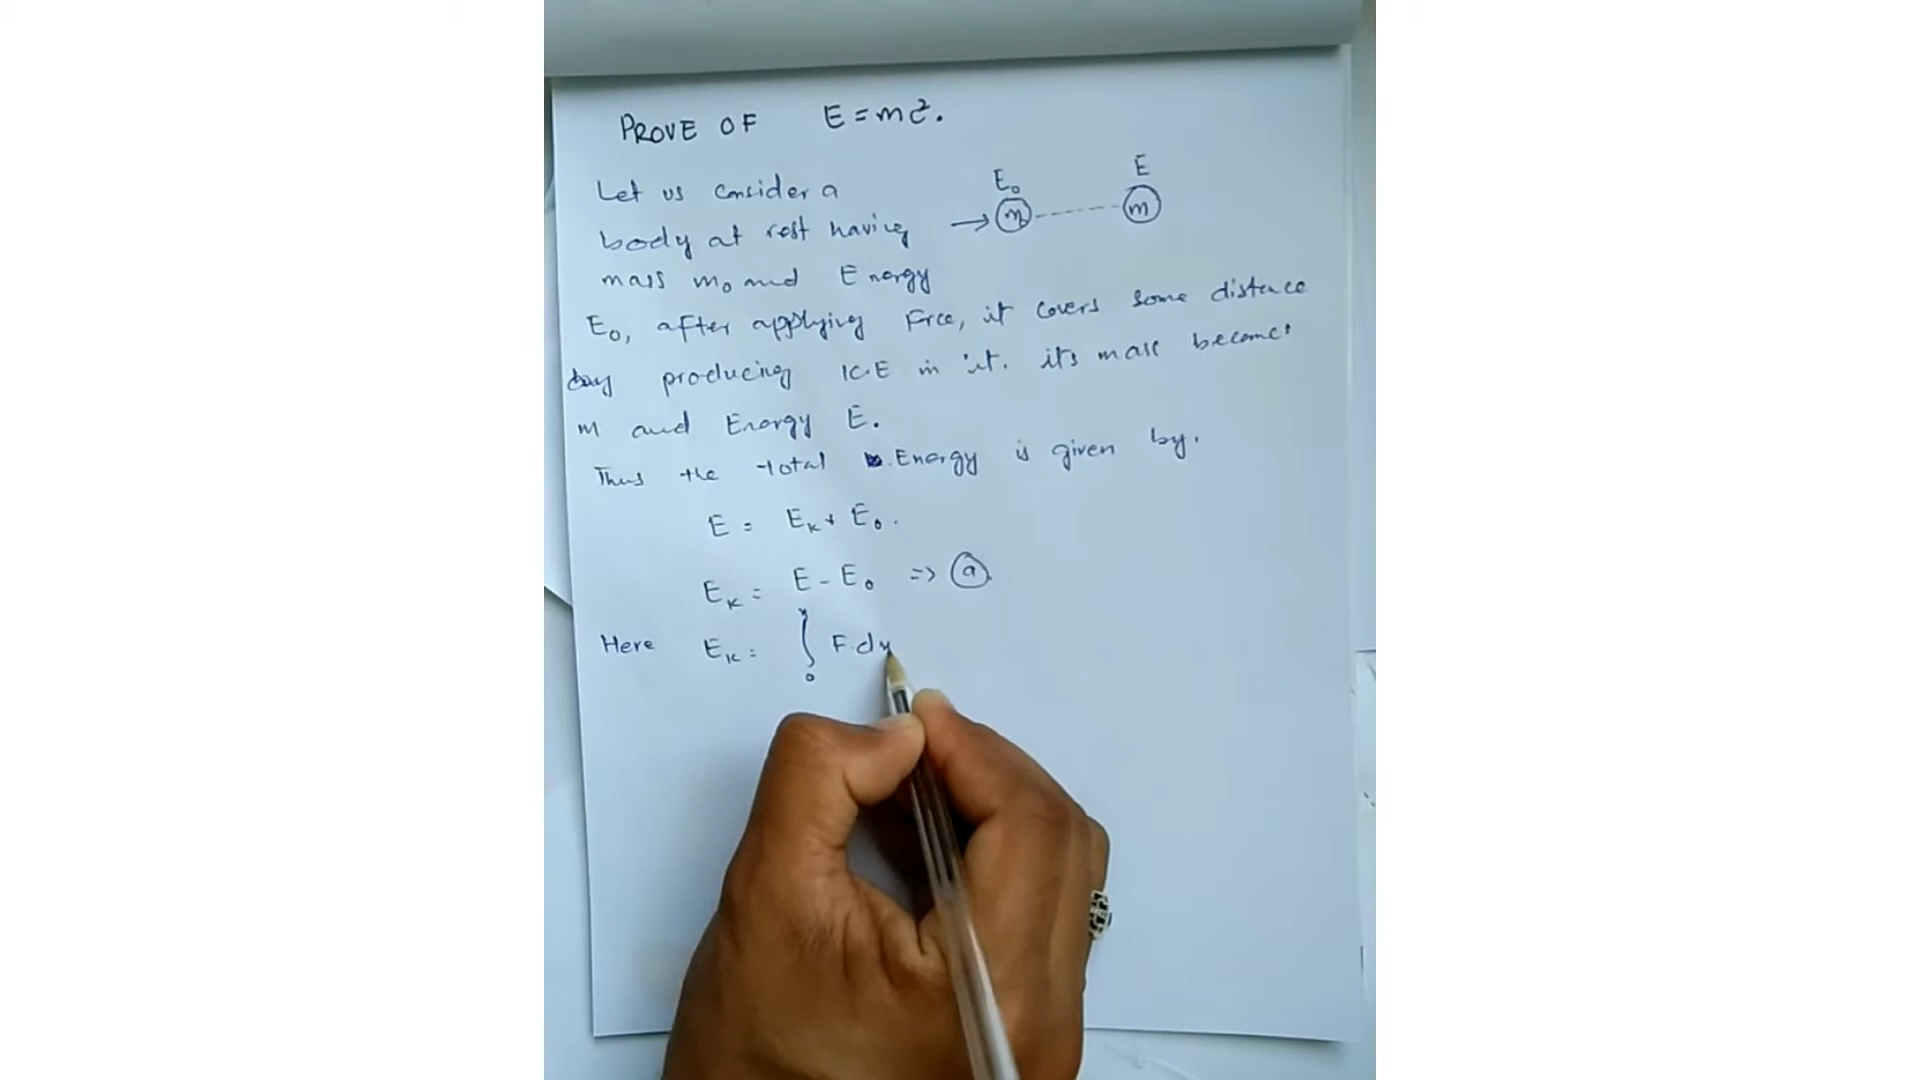 PROVE OF E = mc².
E₀ E
m₀ m
Let us consider a
body at rest having
mass m₀ and Energy
E₀, after applying Frce, it covers some distance
producing K.E in it. its mass become
m and Energy E.
Thus the total Energy is given by.
E = Eₖ + E₀.
Eₖ = E - E₀ => ⓐ.
Here Eₖ = ∫₀ˣ F.dx